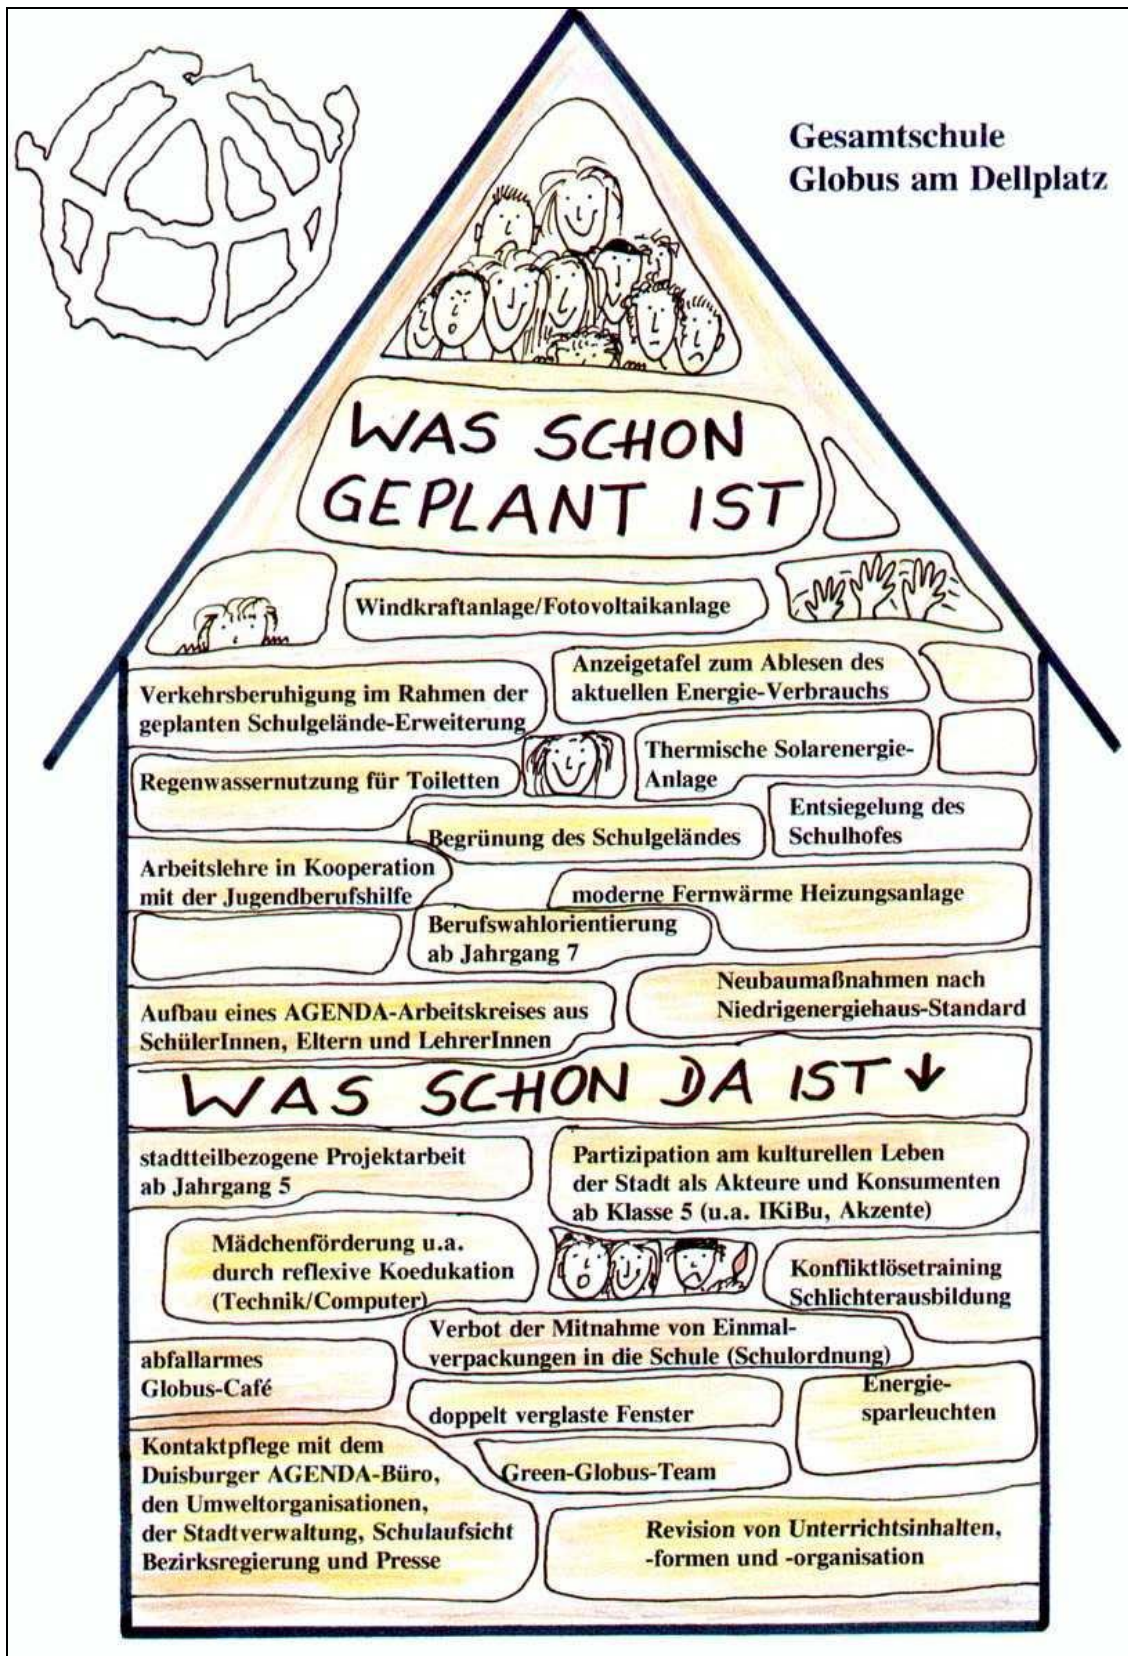 Gesamtschule
Globus am Dellplatz
WAS SCHON
GEPLANT IST
Windkraftanlage/Fotovoltaikanlage
Verkehrsberuhigung im Rahmen der
geplanten Schulgelände-Erweiterung
Anzeigetafel zum Ablesen des
aktuellen Energie-Verbrauchs
Regenwassernutzung für Toiletten
Thermische Solarenergie-
Anlage
Begrünung des Schulgeländes
Entsiegelung des
Schulhofes
Arbeitslehre in Kooperation
mit der Jugendberufshilfe
moderne Fernwärme Heizungsanlage
Berufswahlorientierung
ab Jahrgang 7
Aufbau eines AGENDA-Arbeitskreises aus
SchülerInnen, Eltern und LehrerInnen
Neubaumaßnahmen nach
Niedrigenergiehaus-Standard
WAS SCHON DA IST ↓
stadtteilbezogene Projektarbeit
ab Jahrgang 5
Partizipation am kulturellen Leben
der Stadt als Akteure und Konsumenten
ab Klasse 5 (u.a. IKiBu, Akzente)
Mädchenförderung u.a.
durch reflexive Koedukation
(Technik/Computer)
Konfliktlösetraining
Schlichterausbildung
Verbot der Mitnahme von Einmal-
verpackungen in die Schule (Schulordnung)
abfallarmes
Globus-Café
doppelt verglaste Fenster
Energie-
sparleuchten
Kontaktpflege mit dem
Duisburger AGENDA-Büro,
den Umweltorganisationen,
der Stadtverwaltung, Schulaufsicht
Bezirksregierung und Presse
Green-Globus-Team
Revision von Unterrichtsinhalten,
-formen und -organisation